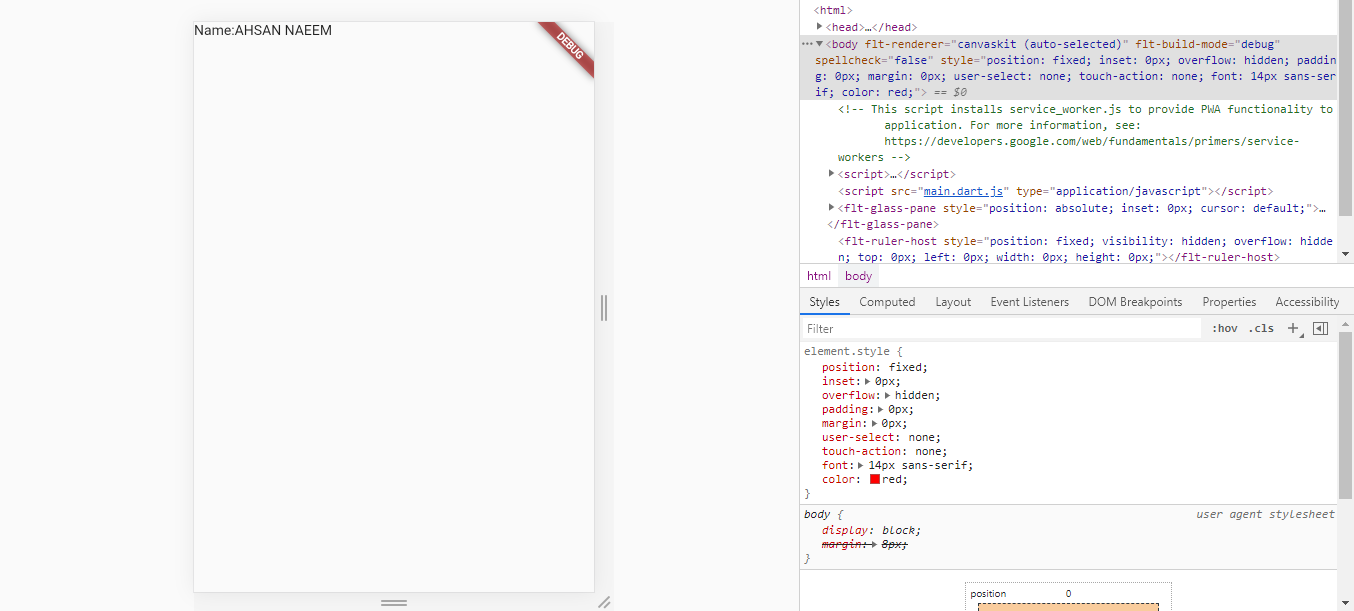 Name:AHSAN NAEEM
DEBUG
<html>
<head>…</head>
<body flt-renderer="canvaskit (auto-selected)" flt-build-mode="debug"
spellcheck="false" style="position: fixed; inset: 0px; overflow: hidden; paddin
g: 0px; margin: 0px; user-select: none; touch-action: none; font: 14px sans-ser
if; color: red;"> == $0
<!-- This script installs service_worker.js to provide PWA functionality to
application. For more information, see:
https://developers.google.com/web/fundamentals/primers/service-
workers -->
<script>…</script>
<script src="main.dart.js" type="application/javascript"></script>
<flt-glass-pane style="position: absolute; inset: 0px; cursor: default;">…
</flt-glass-pane>
<flt-ruler-host style="position: fixed; visibility: hidden; overflow: hidde
n; top: 0px; left: 0px; width: 0px; height: 0px;"></flt-ruler-host>
html body
Styles Computed Layout Event Listeners DOM Breakpoints Properties Accessibility
Filter :hov .cls +
element.style {
position: fixed;
inset: 0px;
overflow: hidden;
padding: 0px;
margin: 0px;
user-select: none;
touch-action: none;
font: 14px sans-serif;
color: red;
}
body { user agent stylesheet
display: block;
margin: 8px;
}
position 0